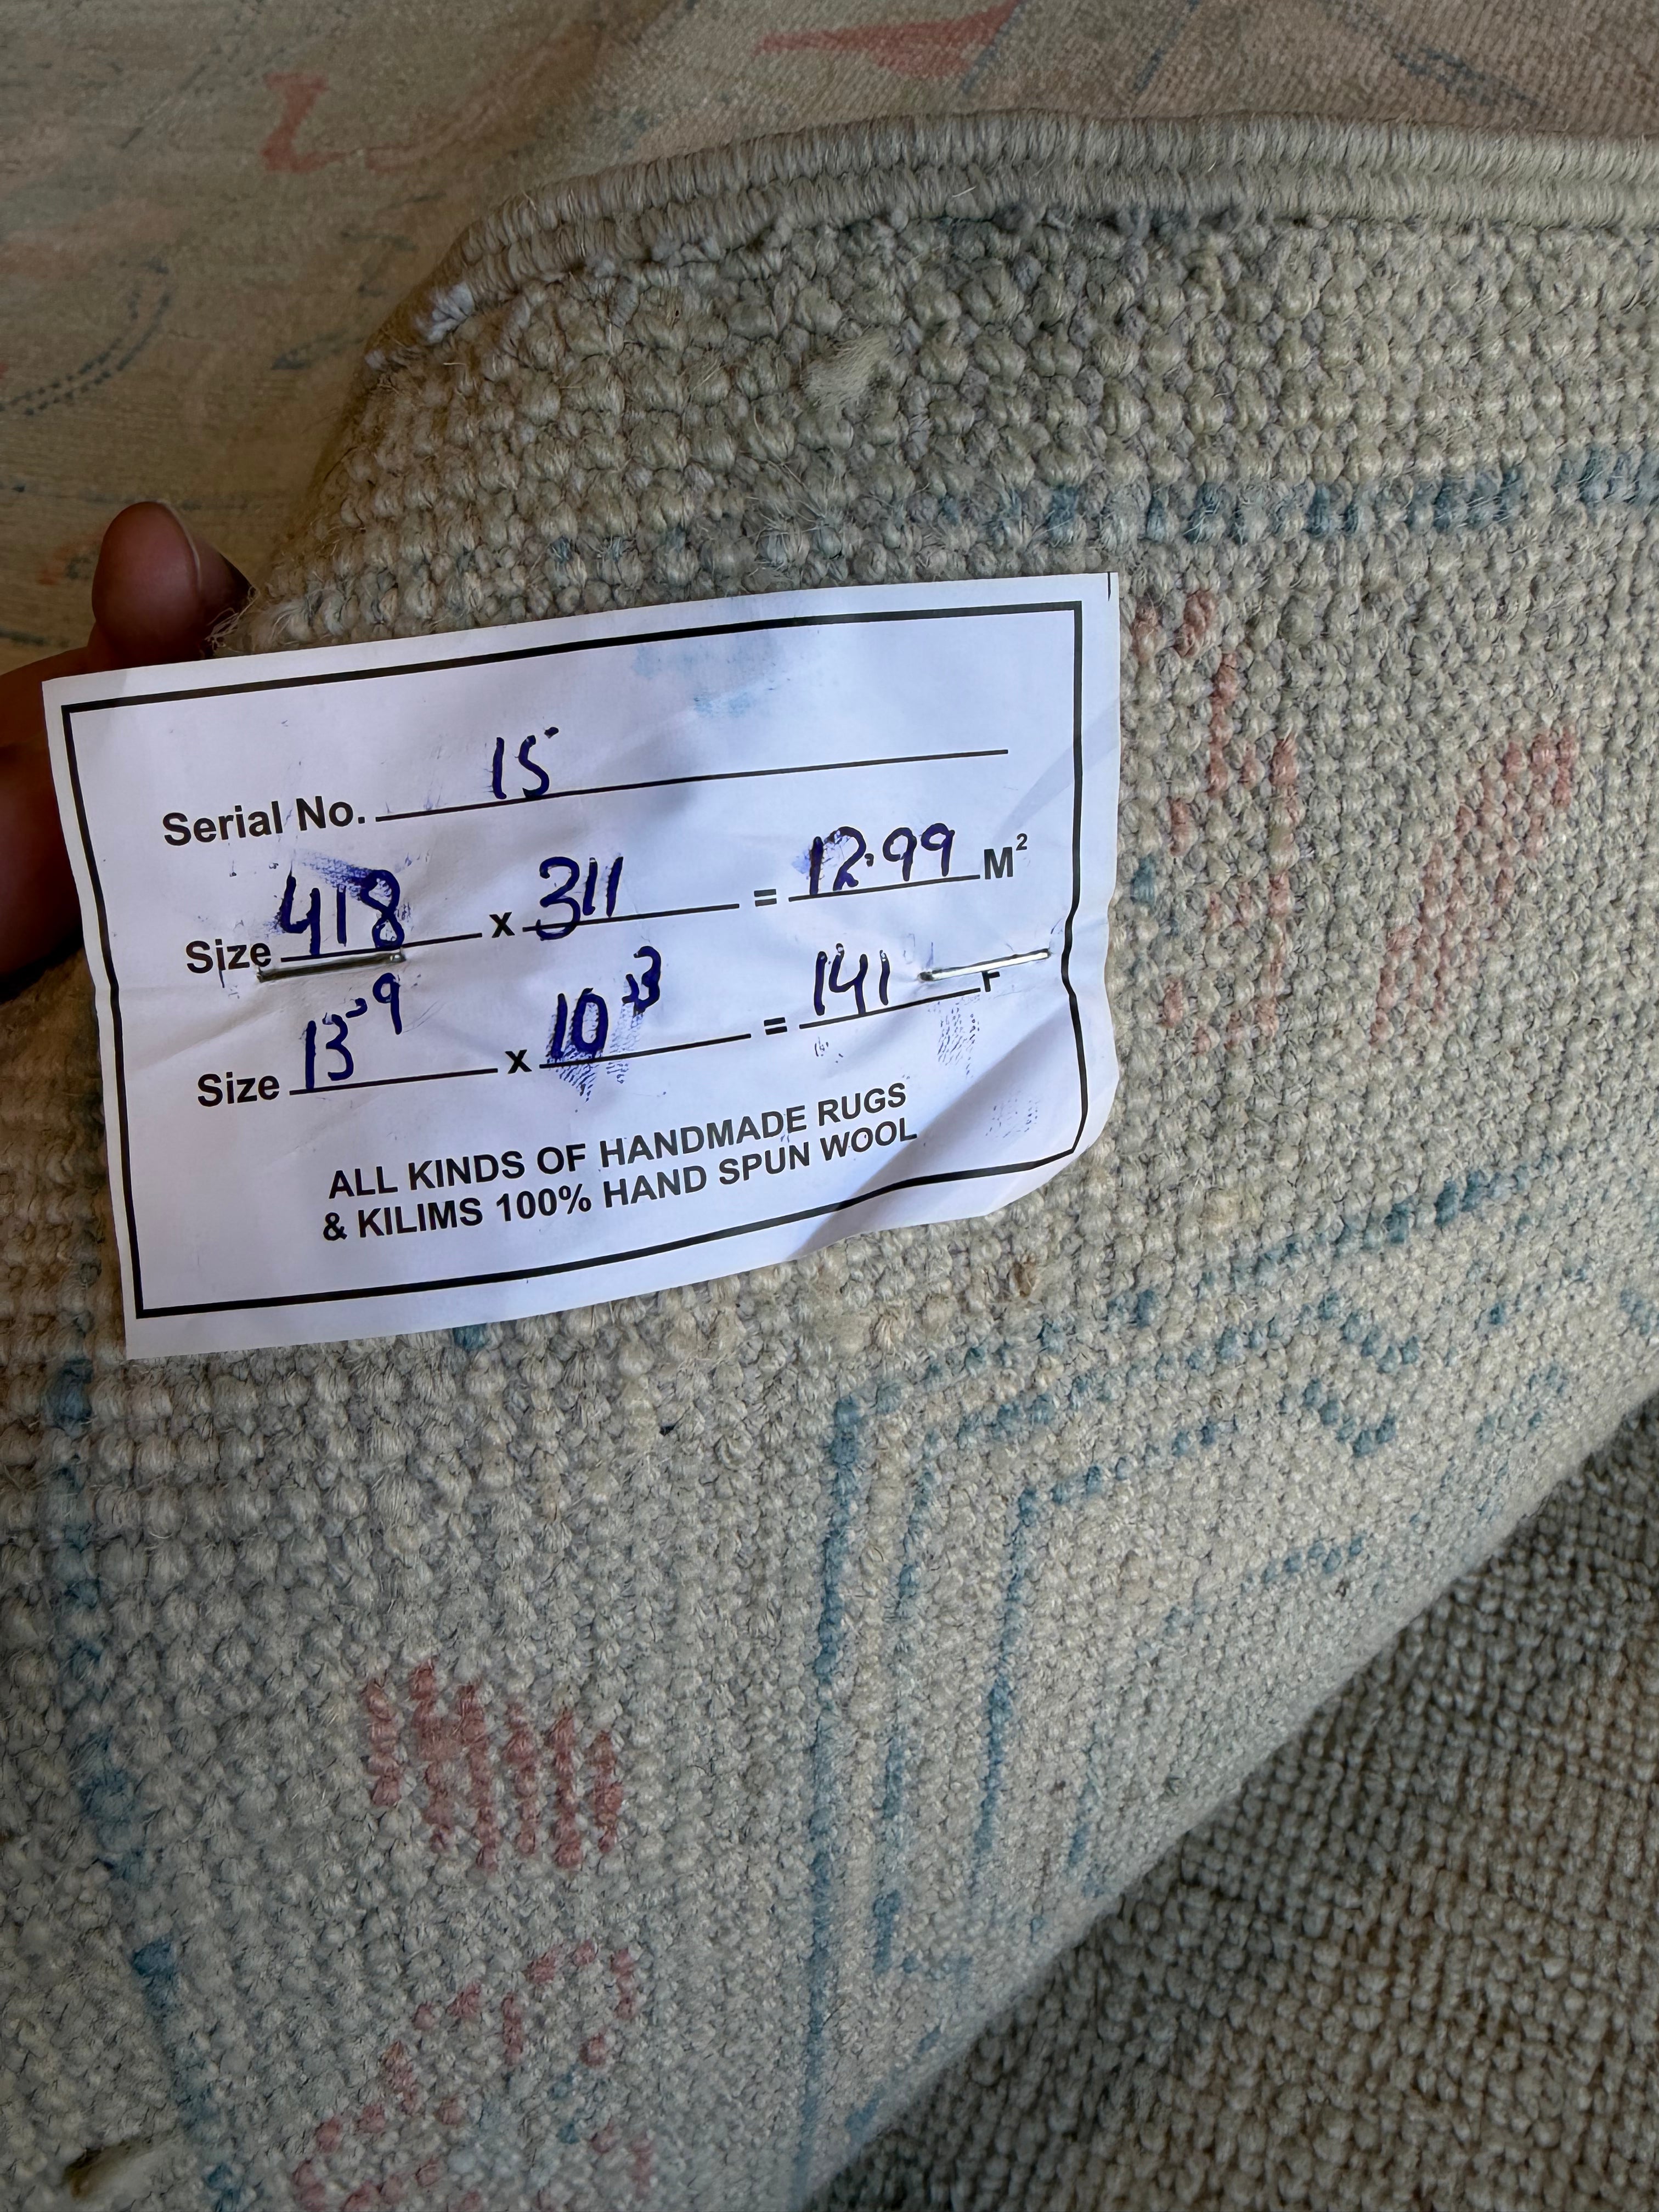 Serial No. 15
Size 418 x 311 = 12.99 M²
Size 13'9 x 10'3 = 141 F
ALL KINDS OF HANDMADE RUGS
& KILIMS 100% HAND SPUN WOOL